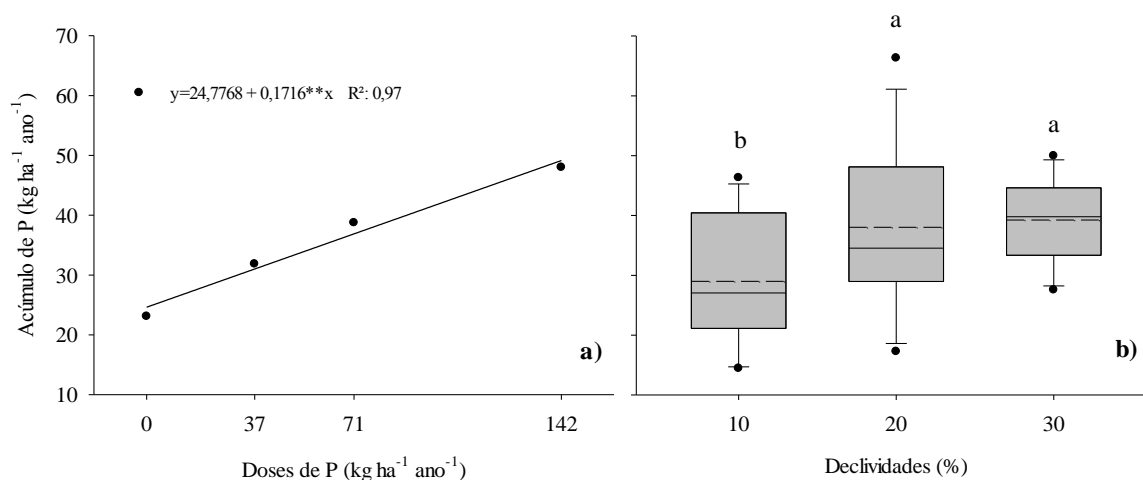 70
60
50
40
30
20
10
Acúmulo de P (kg ha⁻¹ ano⁻¹)
y=24,7768 + 0,1716**x R²: 0,97
a)
0 37 71 142
Doses de P (kg ha⁻¹ ano⁻¹)
b
a
a
b)
10 20 30
Declividades (%)